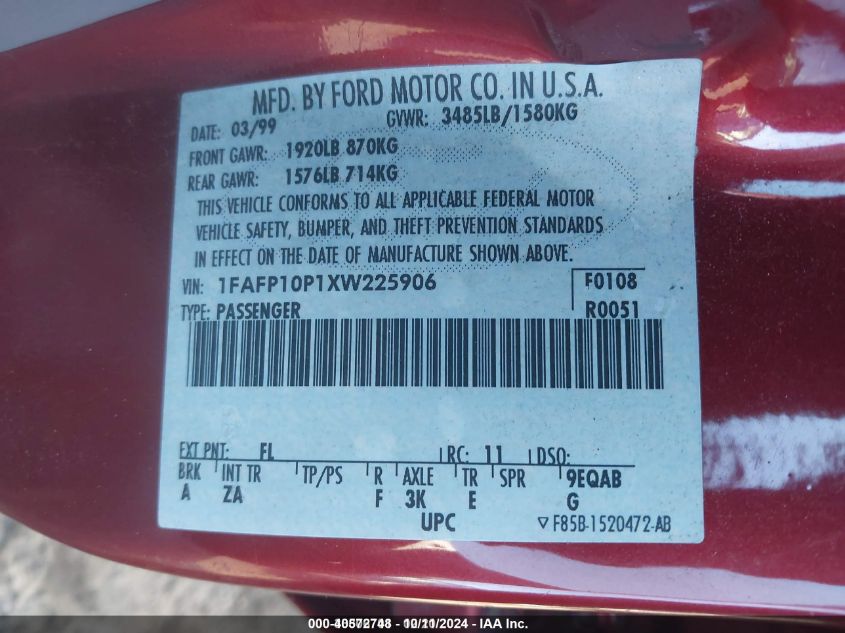 MFD. BY FORD MOTOR CO. IN U.S.A.
DATE: 03/99 GVWR: 3485LB/1580KG
FRONT GAWR: 1920LB 870KG
REAR GAWR: 1576LB 714KG
THIS VEHICLE CONFORMS TO ALL APPLICABLE FEDERAL MOTOR
VEHICLE SAFETY, BUMPER, AND THEFT PREVENTION STANDARDS
IN EFFECT ON THE DATE OF MANUFACTURE SHOWN ABOVE.
VIN: 1FAFP10P1XW225906 F0108
TYPE: PASSENGER R0051
EXT PNT: FL RC: 11 DSO:
BRK INT TR TP/PS R AXLE TR SPR 9EQAB
A ZA F 3K E G
UPC ▽F85B-1520472-AB
2024 - IAA Inc.